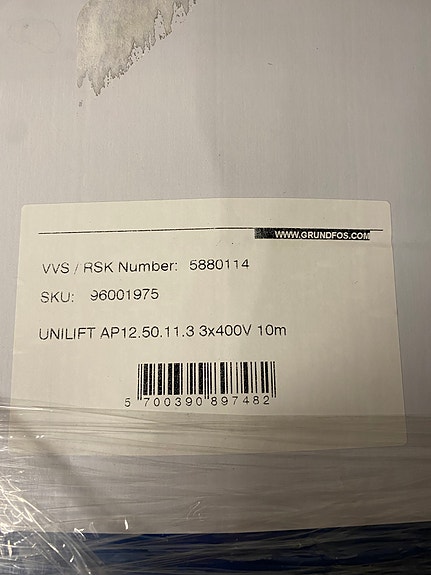 WWW.GRUNDFOS.COM
VVS / RSK Number: 5880114
SKU: 96001975
UNILIFT AP12.50.11.3 3x400V 10m
5 700390 897482